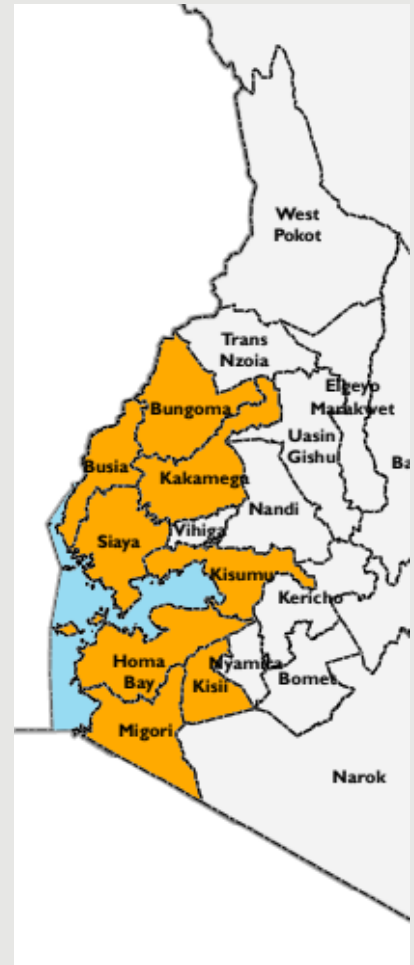 West
Pokot
Trans
Nzoia
Elgeyo
Marakwet
Bungoma
Uasin
Gishu
Ba
Busia
Kakamega
Nandi
Vihiga
Siaya
Kisumu
Kericho
Homa
Bay
Nyamira
Kisii
Bomet
Migori
Narok